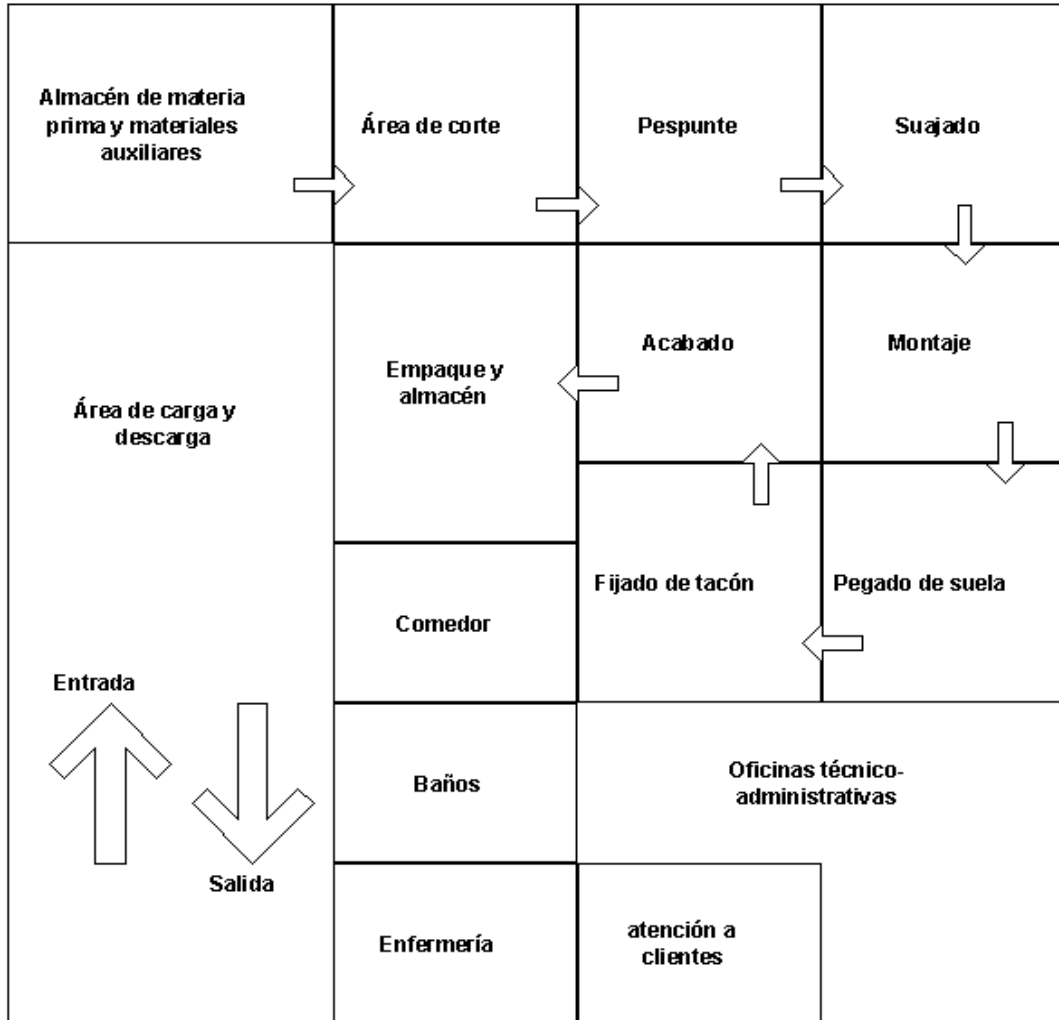 Almacén de materia
prima y materiales
auxiliares
Área de corte
Pespunte
Suajado
Área de carga y
descarga
Empaque y
almacén
Acabado
Montaje
Comedor
Fijado de tacón
Pegado de suela
Entrada
Salida
Baños
Oficinas técnico-
administrativas
Enfermería
atención a
clientes